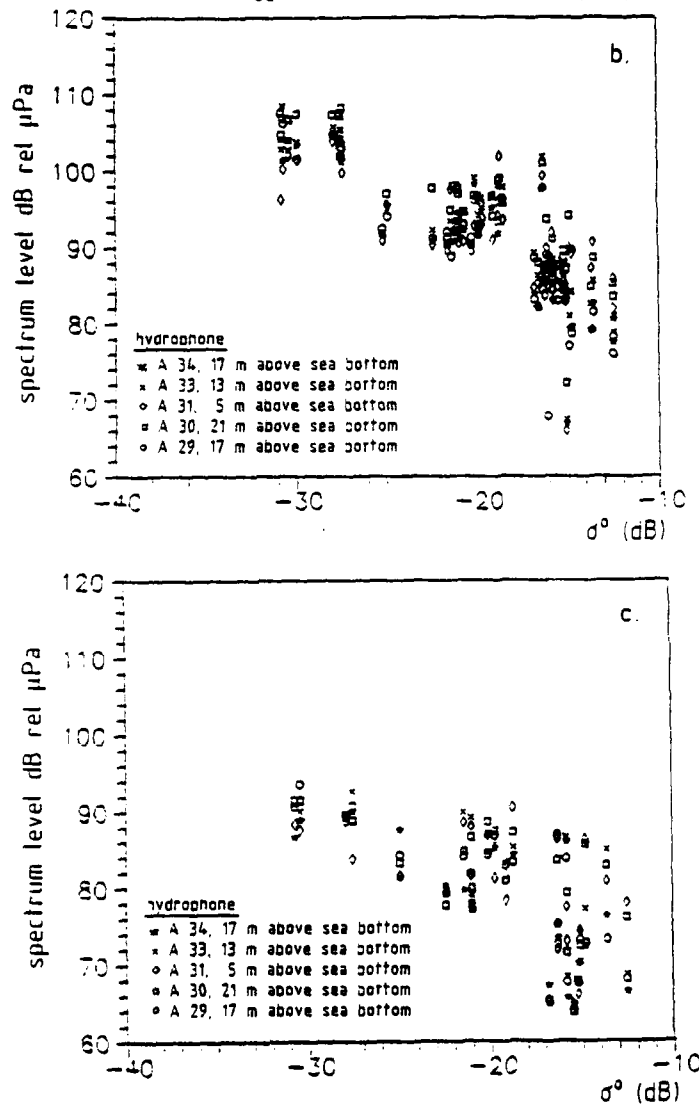 b.
120
110
100
90
80
70
60
spectrum level dB rel µPa
hydrophone
A 34, 17 m above sea bottom
× A 33, 13 m above sea bottom
◇ A 31, 5 m above sea bottom
□ A 30, 21 m above sea bottom
○ A 29, 17 m above sea bottom
-40
-30
-20
-10
σ° (dB)
c.
120
110
100
90
80
70
60
spectrum level dB rel µPa
hydrophone
A 34, 17 m above sea bottom
× A 33, 13 m above sea bottom
A 31, 5 m above sea bottom
A 30, 21 m above sea bottom
A 29, 17 m above sea bottom
-40
-30
-20
-10
σ° (dB)